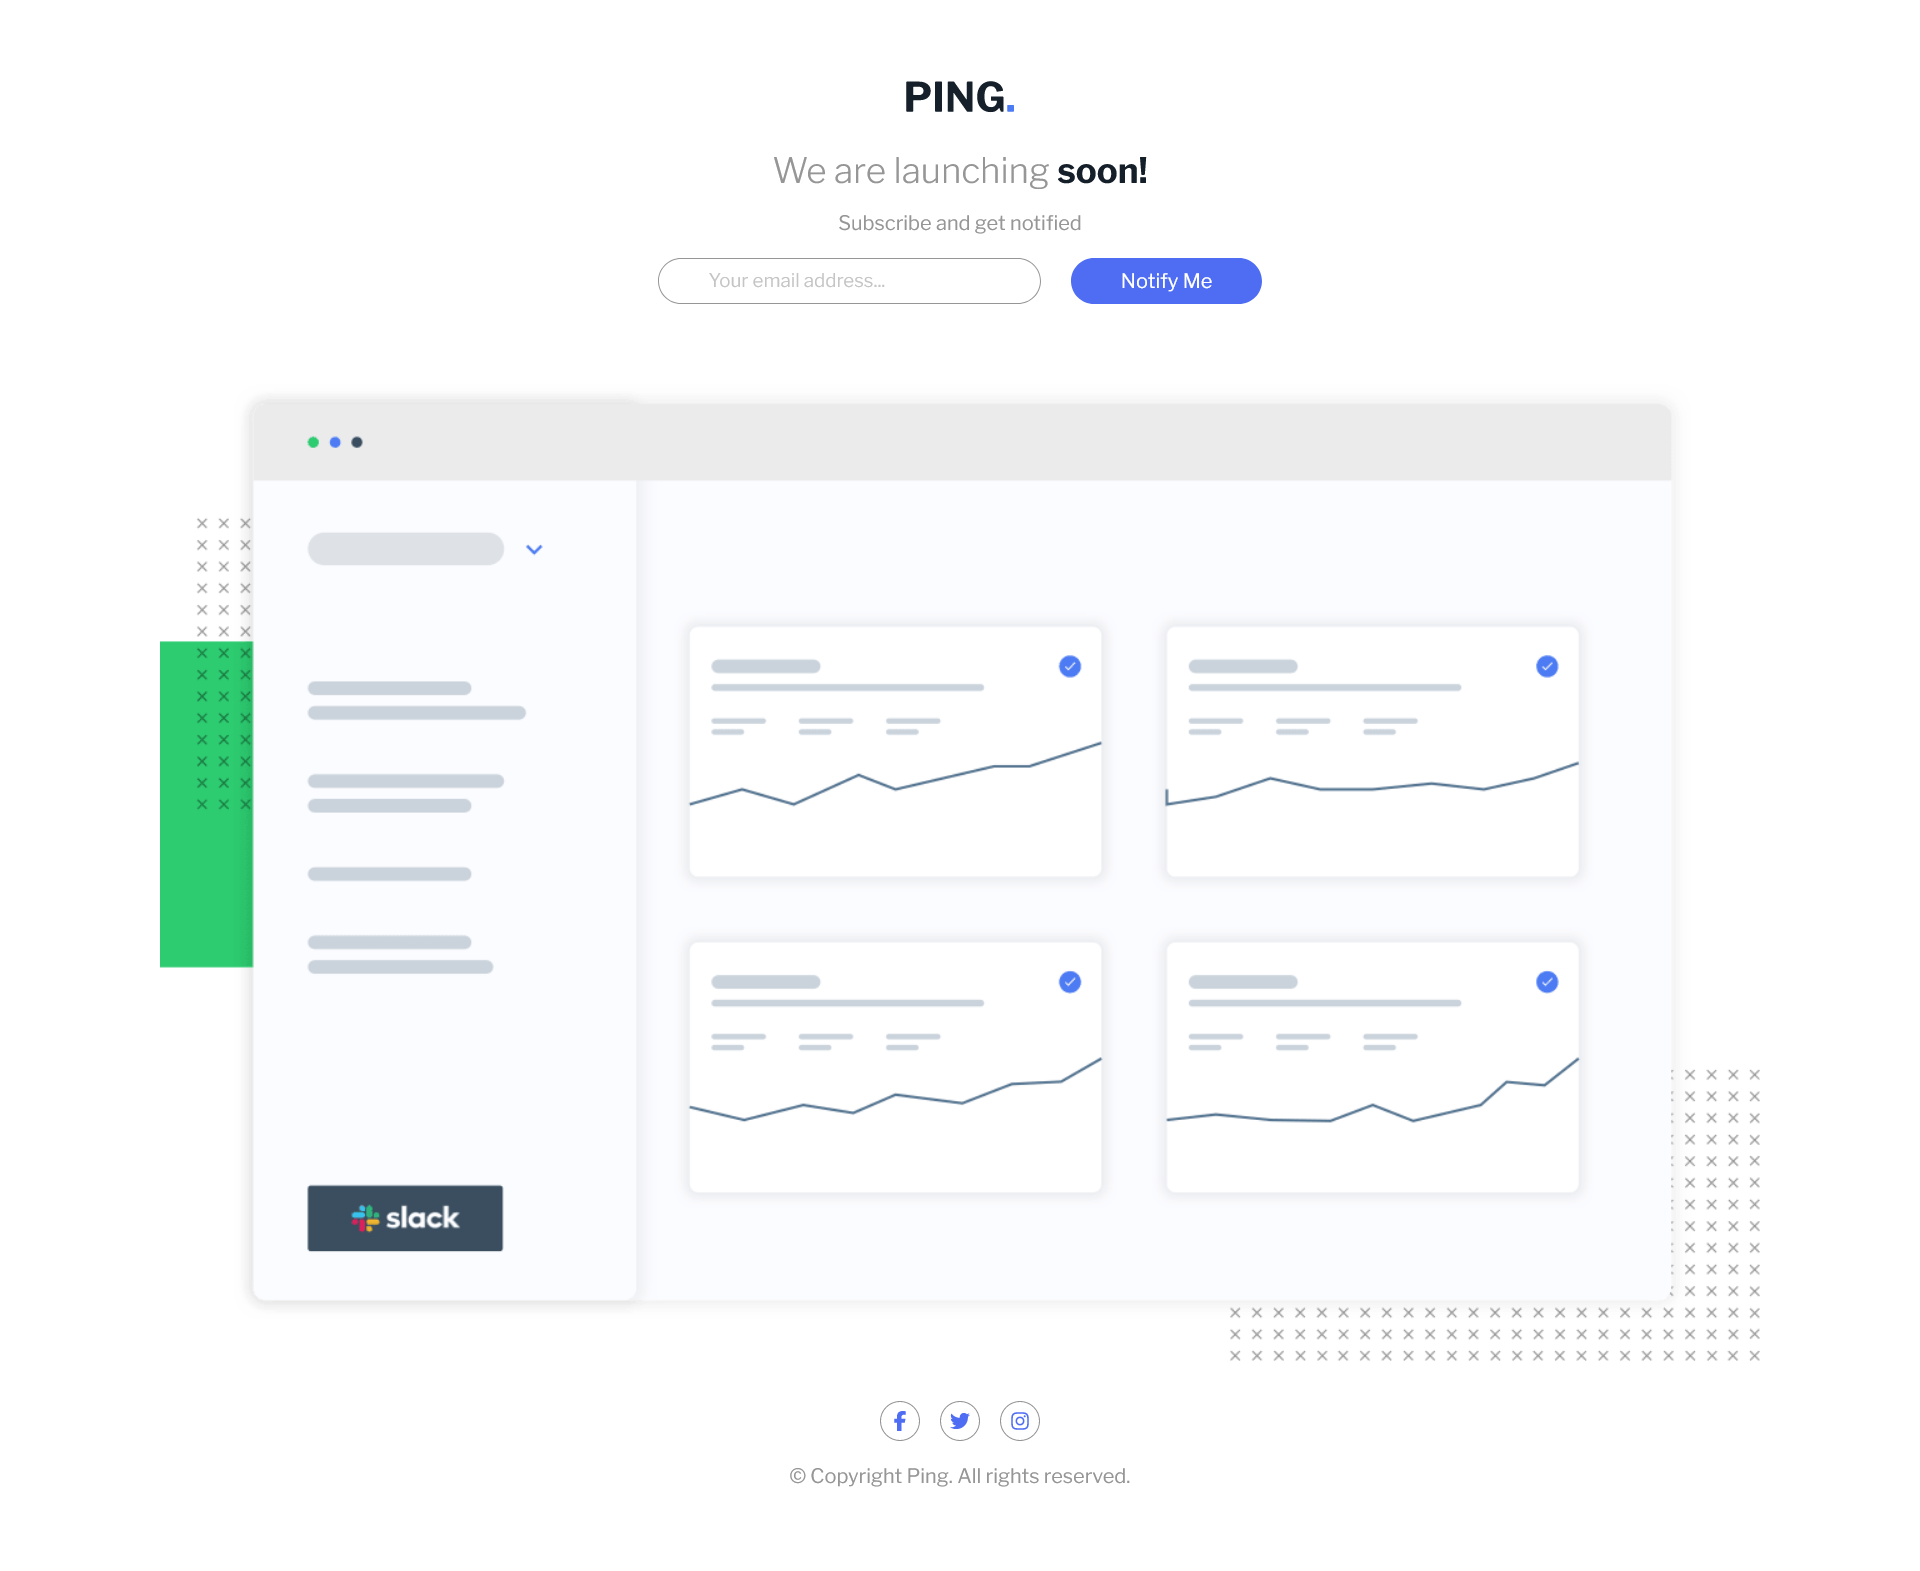 PING.
We are launching soon!
Subscribe and get notified
Your email address...
Notify Me
slack
© Copyright Ping. All rights reserved.